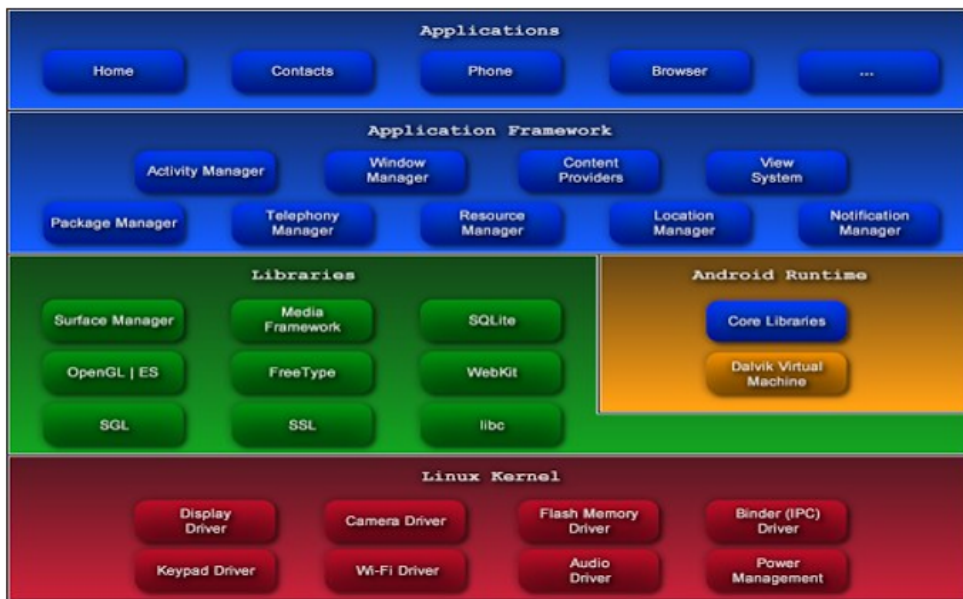 Applications
Home
Contacts
Phone
Browser
...
Application Framework
Activity Manager
Window
Manager
Content
Providers
View
System
Package Manager
Telephony
Manager
Resource
Manager
Location
Manager
Notification
Manager
Libraries
Surface Manager
Media
Framework
SQLite
OpenGL | ES
FreeType
WebKit
SGL
SSL
libc
Android Runtime
Core Libraries
Dalvik Virtual
Machine
Linux Kernel
Display
Driver
Camera Driver
Flash Memory
Driver
Binder (IPC)
Driver
Keypad Driver
Wi-Fi Driver
Audio
Driver
Power
Management